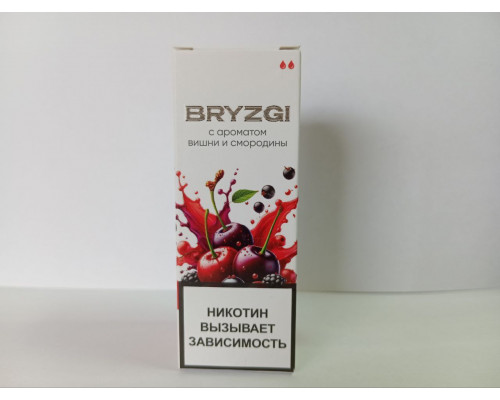 BRYZGI
с ароматом
вишни и смородины
НИКОТИН
ВЫЗЫВАЕТ
ЗАВИСИМОСТЬ